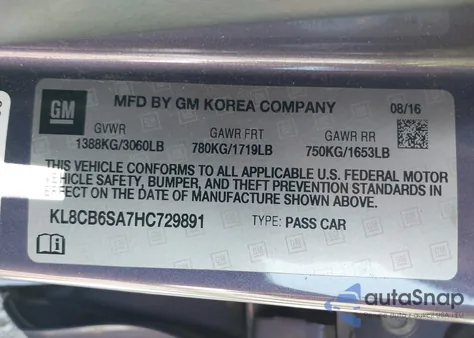 GM
MFD BY GM KOREA COMPANY
08/16
GVWR GAWR FRT GAWR RR
1388KG/3060LB 780KG/1719LB 750KG/1653LB
THIS VEHICLE CONFORMS TO ALL APPLICABLE U.S. FEDERAL MOTOR
VEHICLE SAFETY, BUMPER, AND THEFT PREVENTION STANDARDS IN
EFFECT ON THE DATE OF MANUFACTURE SHOWN ABOVE.
KL8CB6SA7HC729891 TYPE: PASS CAR
autoSnap